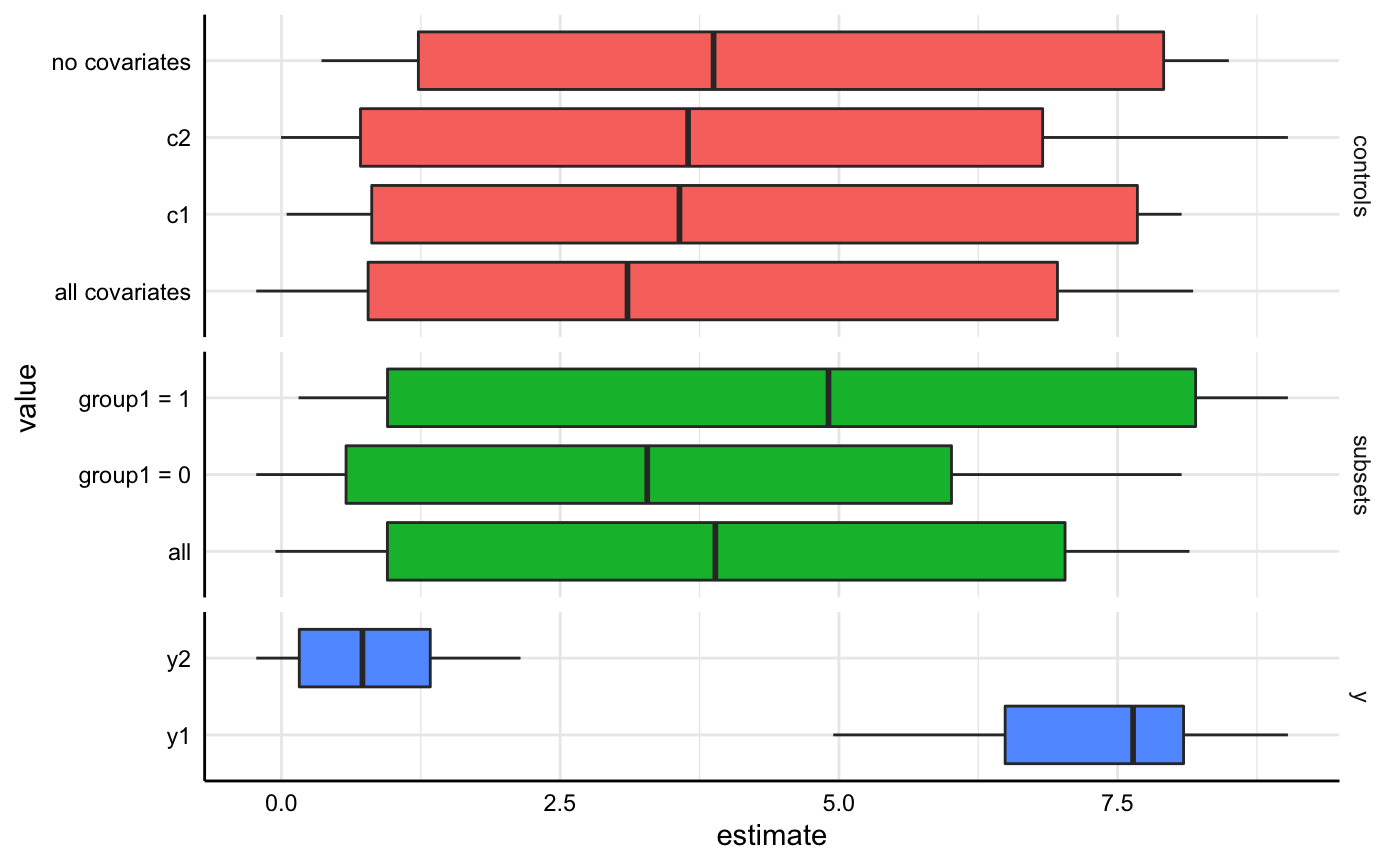 no covariates
c2
c1
all covariates
controls
group1 = 1
group1 = 0
all
subsets
y2
y1
y
value
0.0
2.5
5.0
7.5
estimate